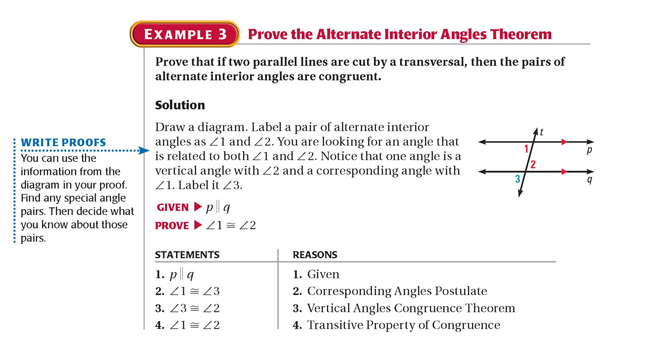 EXAMPLE 3 Prove the Alternate Interior Angles Theorem
Prove that if two parallel lines are cut by a transversal, then the pairs of
alternate interior angles are congruent.
Solution
Draw a diagram. Label a pair of alternate interior
angles as ∠1 and ∠2. You are looking for an angle that
is related to both ∠1 and ∠2. Notice that one angle is a
vertical angle with ∠2 and a corresponding angle with
∠1. Label it ∠3.
GIVEN ▶ p ∥ q
PROVE ▶ ∠1 ≅ ∠2
WRITE PROOFS
You can use the
information from the
diagram in your proof.
Find any special angle
pairs. Then decide what
you know about those
pairs.
t
1
p
2
3
q
STATEMENTS REASONS
1. p ∥ q 1. Given
2. ∠1 ≅ ∠3 2. Corresponding Angles Postulate
3. ∠3 ≅ ∠2 3. Vertical Angles Congruence Theorem
4. ∠1 ≅ ∠2 4. Transitive Property of Congruence